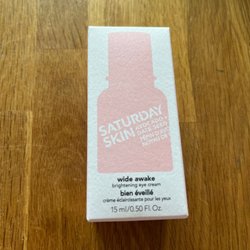 SATURDAY
SKIN
wide awake
brightening eye cream
bien éveillé
crème éclaircissante pour les yeux
15 ml/0.50 Fl. Oz.